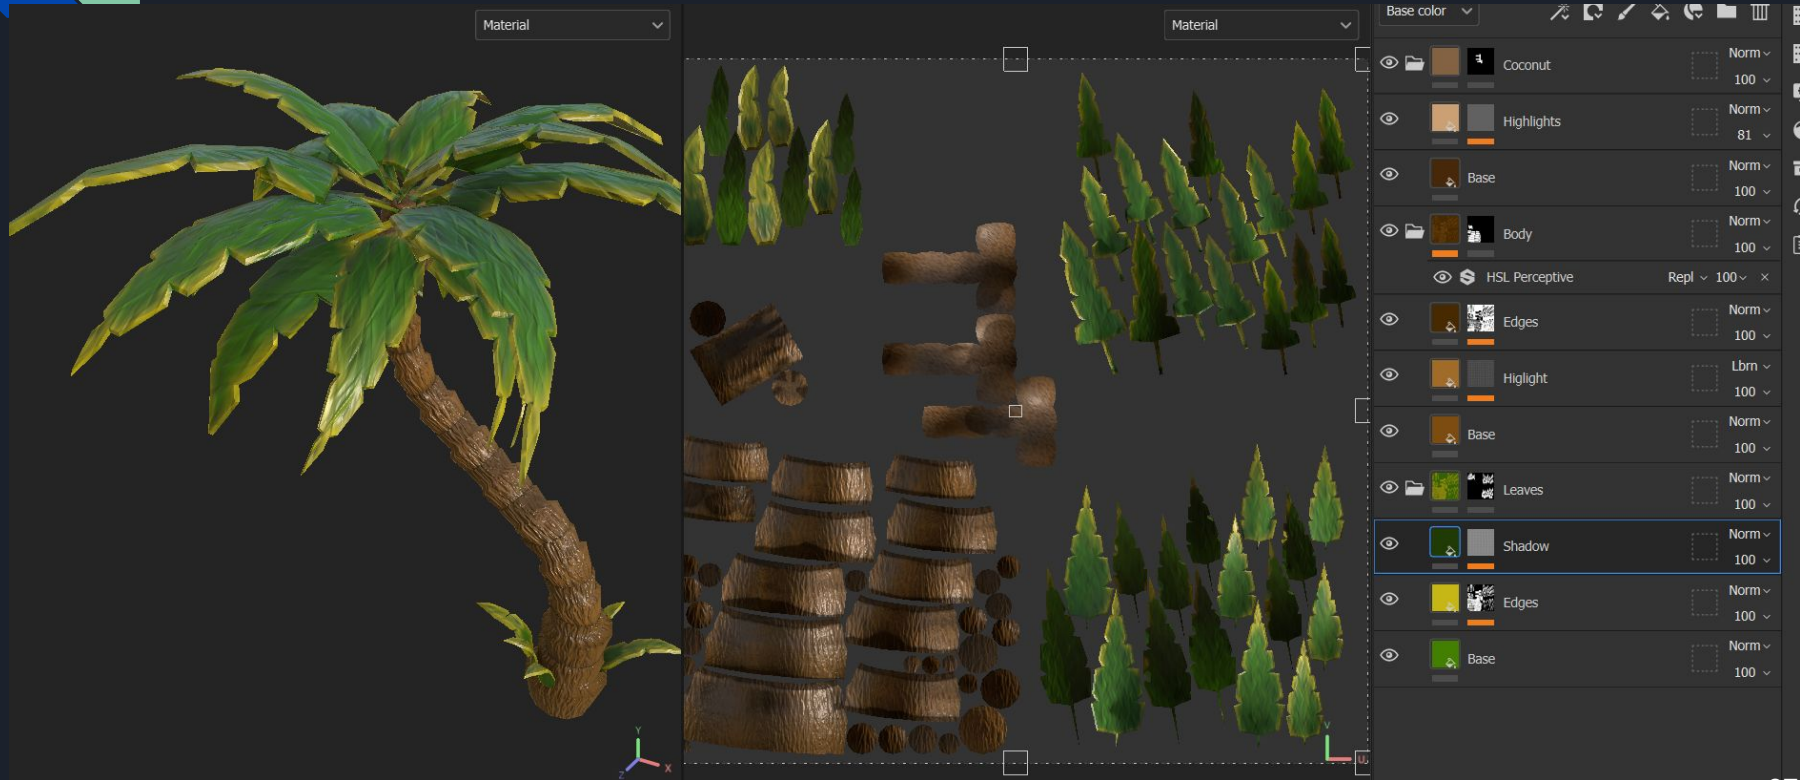 Material
Material
Base color
Coconut
Norm
100
Highlights
Norm
81
Base
Norm
100
Body
Norm
100
HSL Perceptive Repl 100
Edges
Norm
100
Higlight
Lbrn
100
Base
Norm
100
Leaves
Norm
100
Shadow
Norm
100
Edges
Norm
100
Base
Norm
100
Y
X
Z
V
U